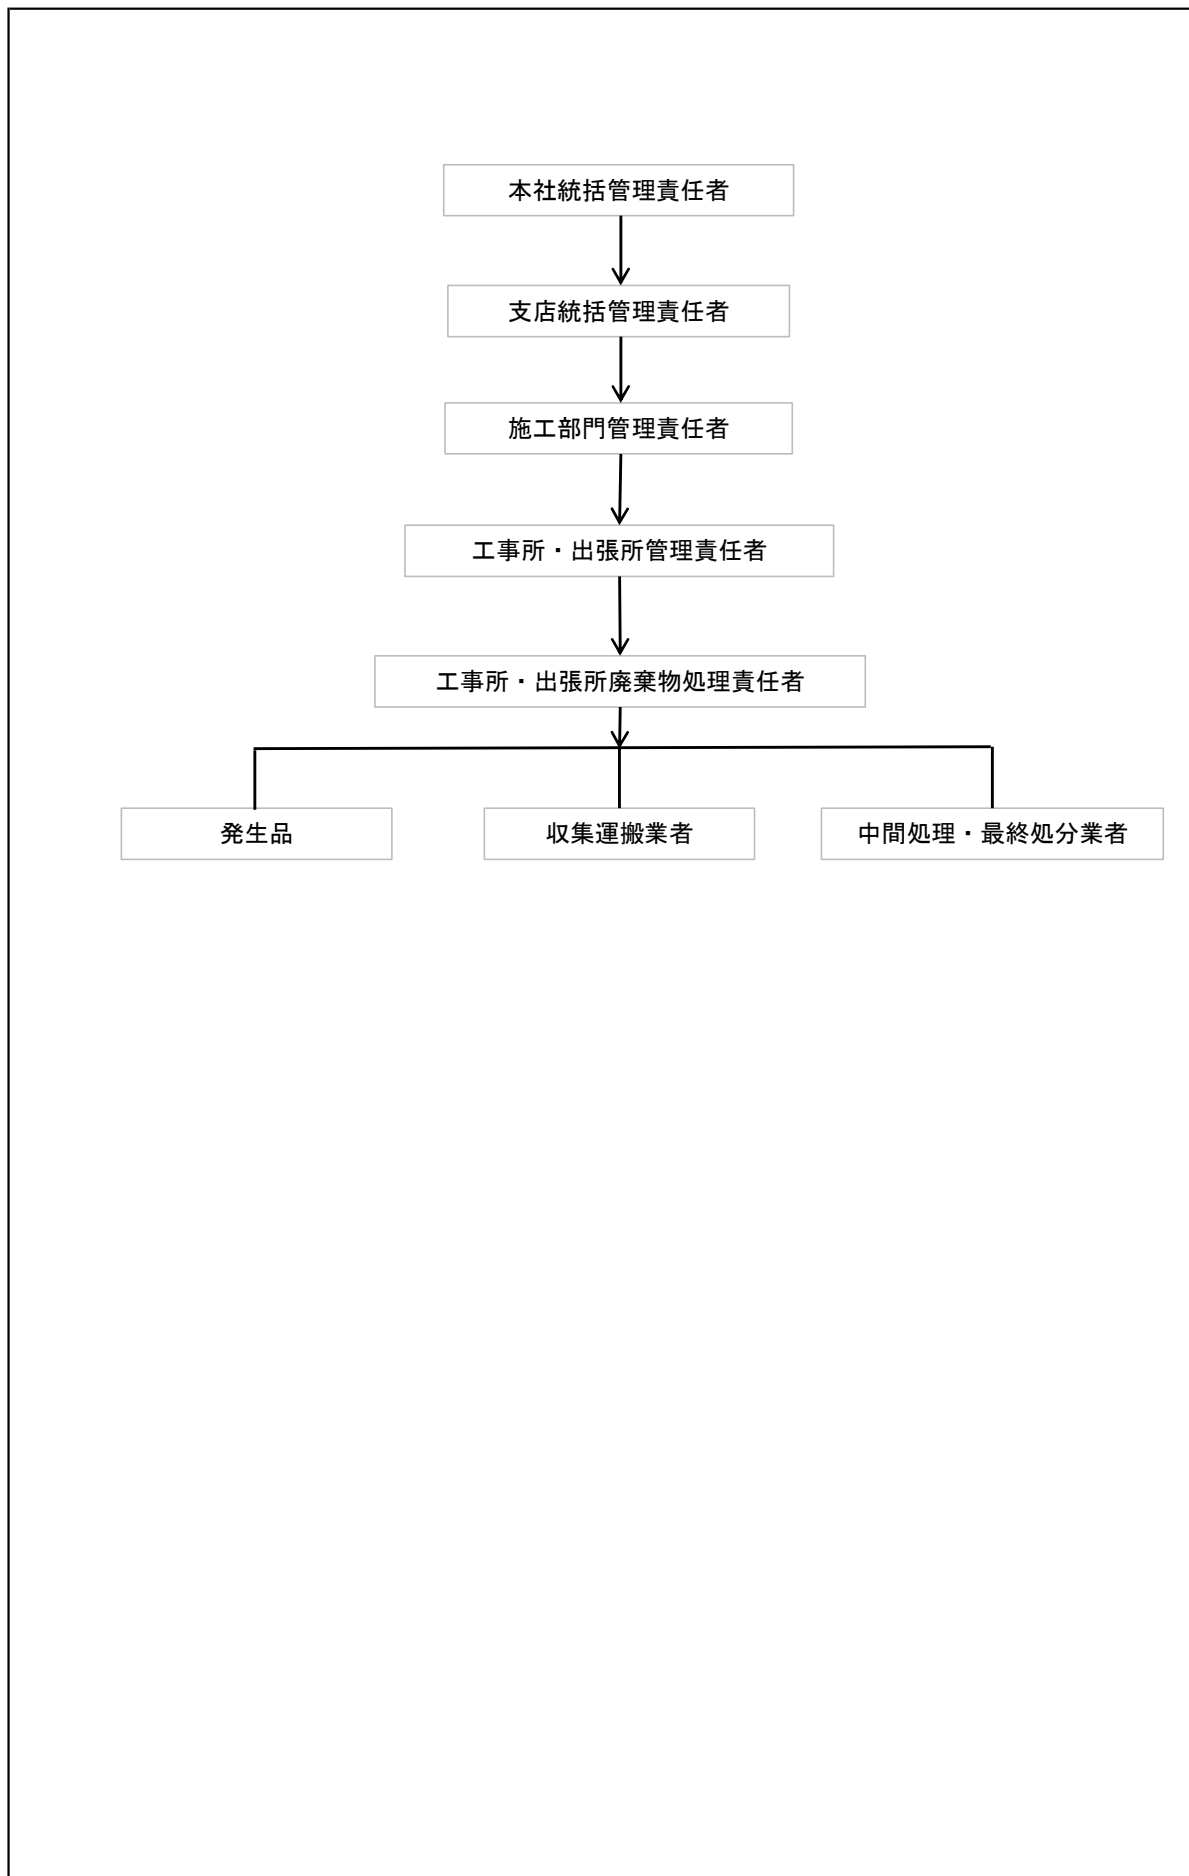 本社統括管理責任者
支店統括管理責任者
施工部門管理責任者
工事所・出張所管理責任者
工事所・出張所廃棄物処理責任者
発生品
収集運搬業者
中間処理・最終処分業者